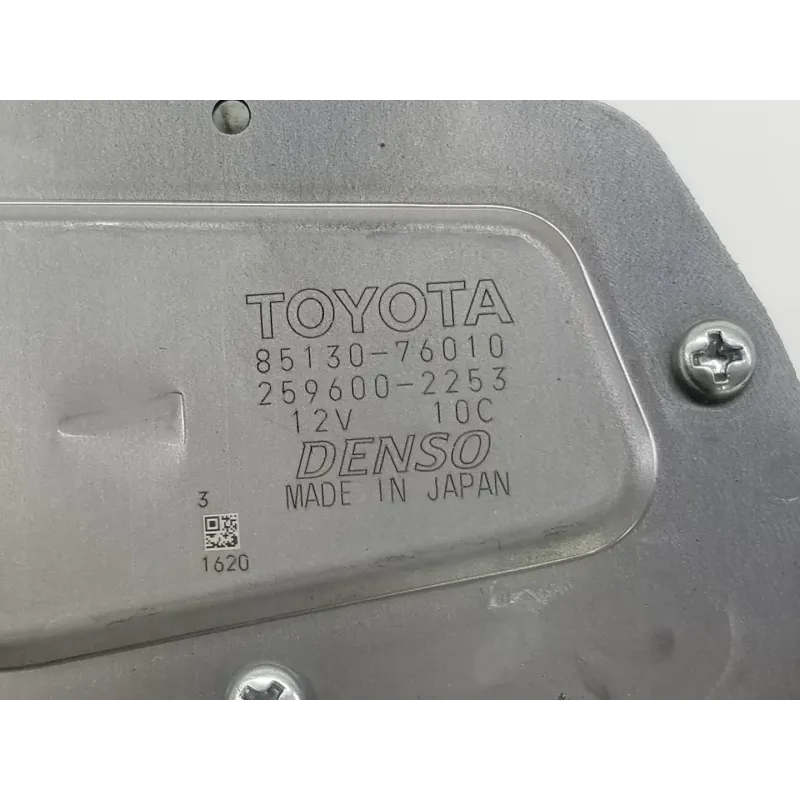 TOYOTA
85130-76010
259600-2253
12V 10C
DENSO
MADE IN JAPAN
3
1620